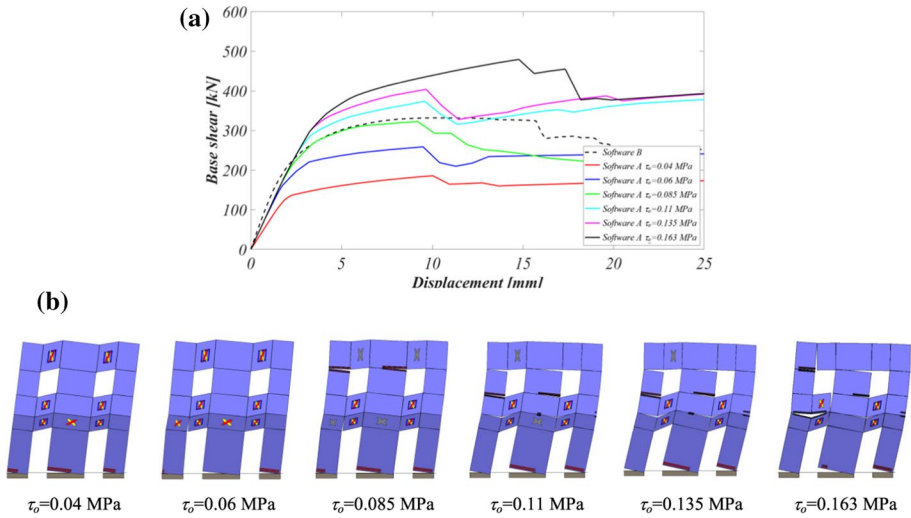 (a)
600
500
400
300
200
100
0
Base shear [kN]
0 5 10 15 20 25
Displacement [mm]
Software B
Software A τo=0.04 MPa
Software A τo=0.06 MPa
Software A τo=0.085 MPa
Software A τo=0.11 MPa
Software A τo=0.135 MPa
Software A τo=0.163 MPa
(b)
τo=0.04 MPa τo=0.06 MPa τo=0.085 MPa τo=0.11 MPa τo=0.135 MPa τo=0.163 MPa